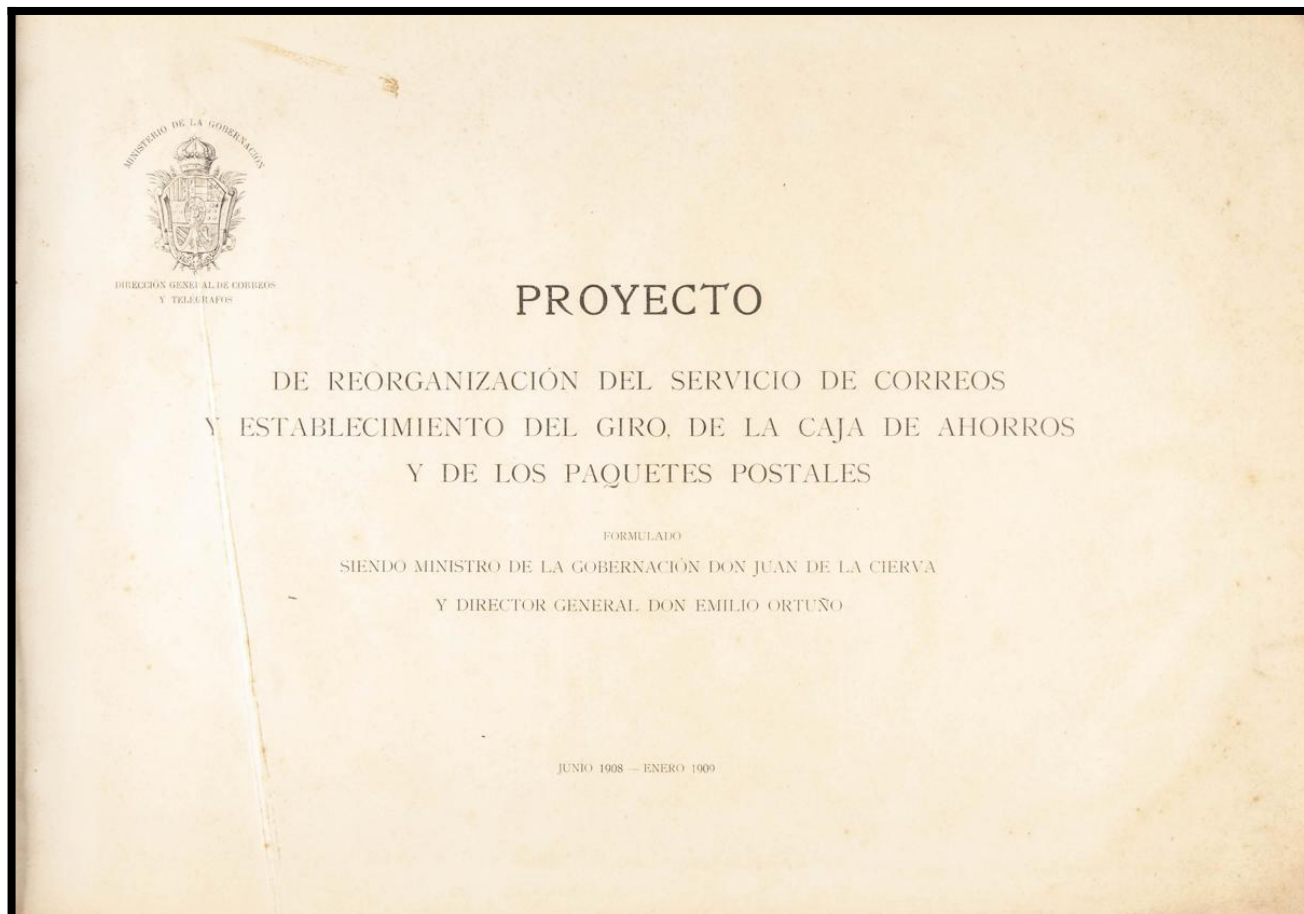 MINISTERIO DE LA GOBERNACIÓN
DIRECCIÓN GENERAL DE CORREOS
Y TELÉGRAFOS
PROYECTO
DE REORGANIZACIÓN DEL SERVICIO DE CORREOS
Y ESTABLECIMIENTO DEL GIRO, DE LA CAJA DE AHORROS
Y DE LOS PAQUETES POSTALES
FORMULADO
SIENDO MINISTRO DE LA GOBERNACIÓN DON JUAN DE LA CIERVA
Y DIRECTOR GENERAL DON EMILIO ORTUÑO
JUNIO 1908 — ENERO 1909